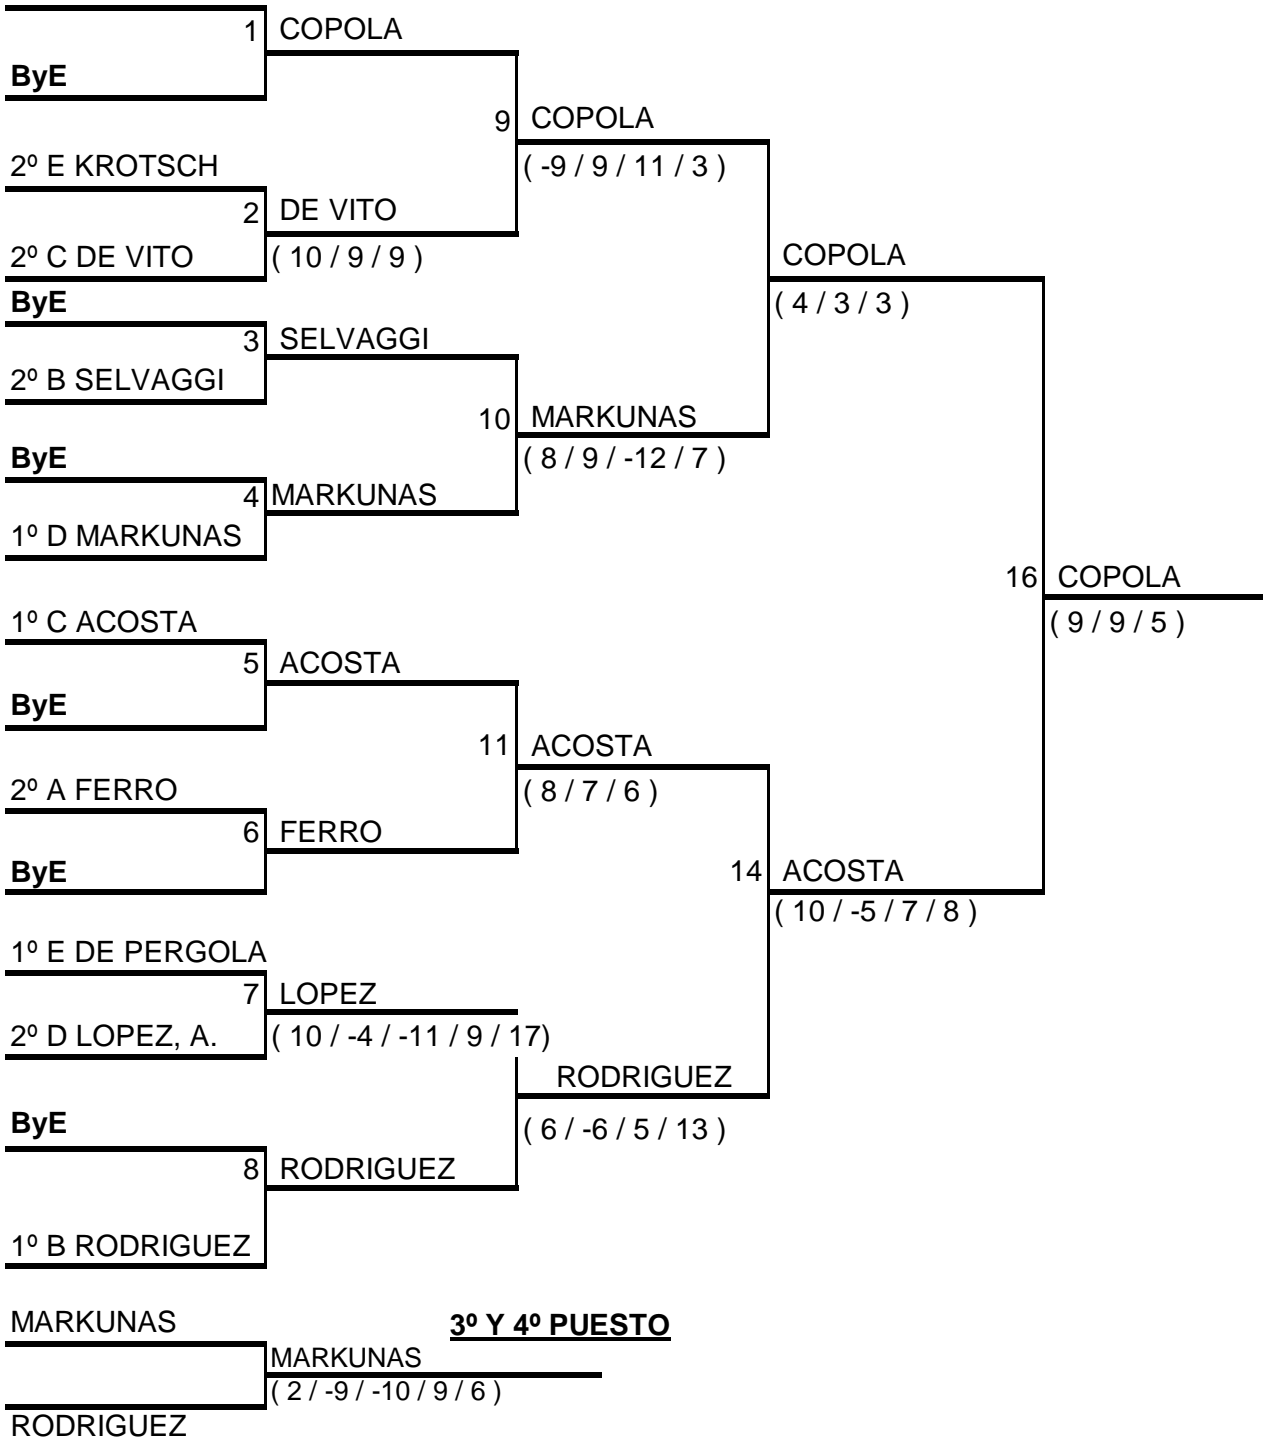 1 COPOLA
ByE
9 COPOLA
( -9 / 9 / 11 / 3 )
2º E KROTSCH
2 DE VITO
2º C DE VITO
( 10 / 9 / 9 )
COPOLA
( 4 / 3 / 3 )
ByE
3 SELVAGGI
2º B SELVAGGI
10 MARKUNAS
( 8 / 9 / -12 / 7 )
ByE
4 MARKUNAS
1º D MARKUNAS
16 COPOLA
( 9 / 9 / 5 )
1º C ACOSTA
5 ACOSTA
ByE
11 ACOSTA
( 8 / 7 / 6 )
2º A FERRO
6 FERRO
ByE
14 ACOSTA
( 10 / -5 / 7 / 8 )
1º E DE PERGOLA
7 LOPEZ
2º D LOPEZ, A.
( 10 / -4 / -11 / 9 / 17)
RODRIGUEZ
( 6 / -6 / 5 / 13 )
ByE
8 RODRIGUEZ
1º B RODRIGUEZ
MARKUNAS
3º Y 4º PUESTO
MARKUNAS
( 2 / -9 / -10 / 9 / 6 )
RODRIGUEZ